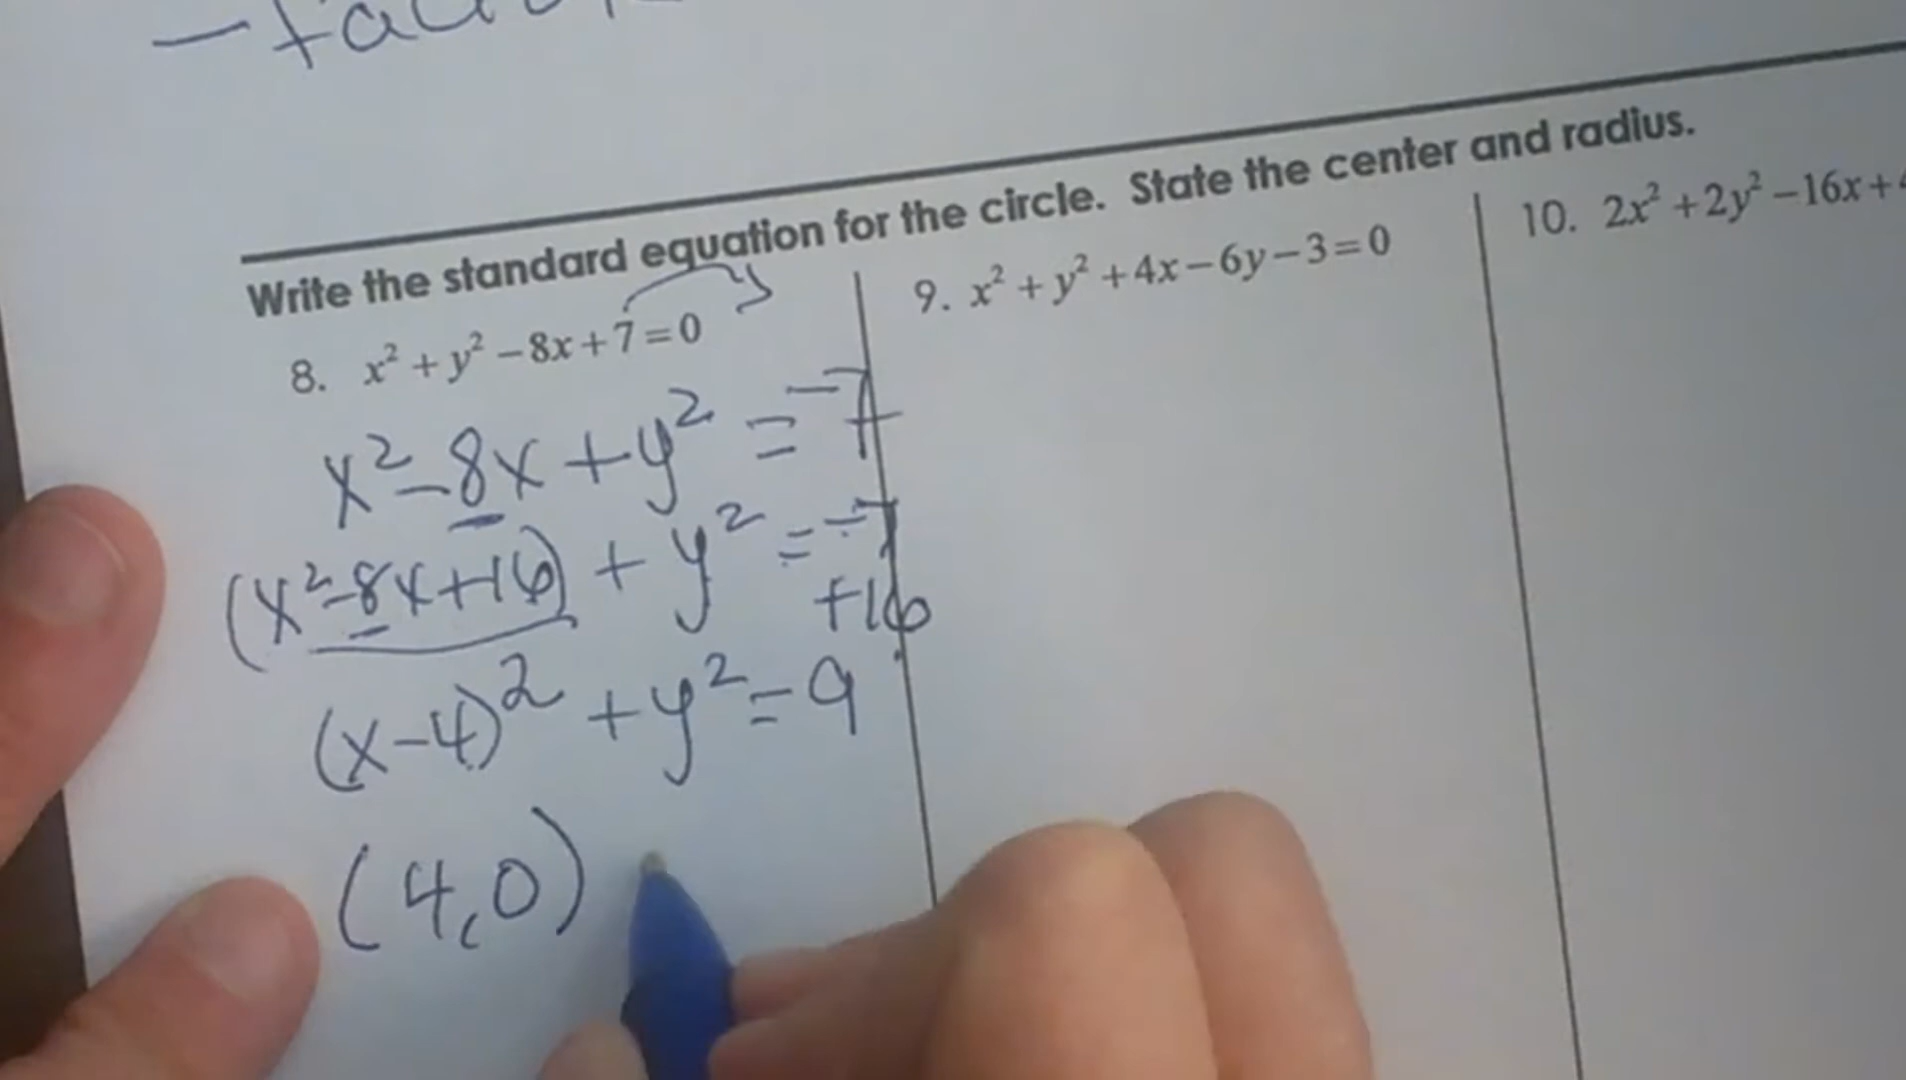 Write the standard equation for the circle. State the center and radius.
8. x² + y² − 8x + 7 = 0
x² − 8x + y² = −7
(x² − 8x + 16) + y² = −7
+16
(x − 4)² + y² = 9
(4, 0)
9. x² + y² + 4x − 6y − 3 = 0
10. 2x² + 2y² − 16x +